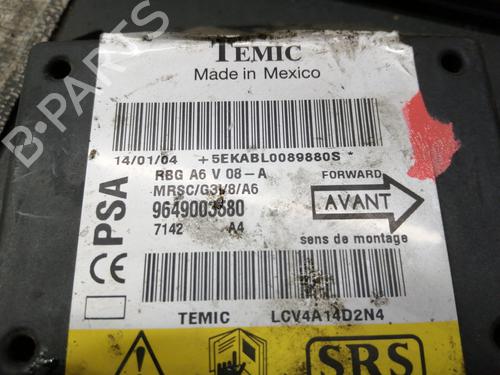 TEMIC
Made in Mexico
14/01/04 +5EKABL0089880S *
RBG A6 V 08-A
MRSC/G3V8/A6
9649003580
7142 A4
FORWARD
AVANT
sens de montage
PSA
CE
TEMIC LCV4A14D2N4
SRS
B-PARTS